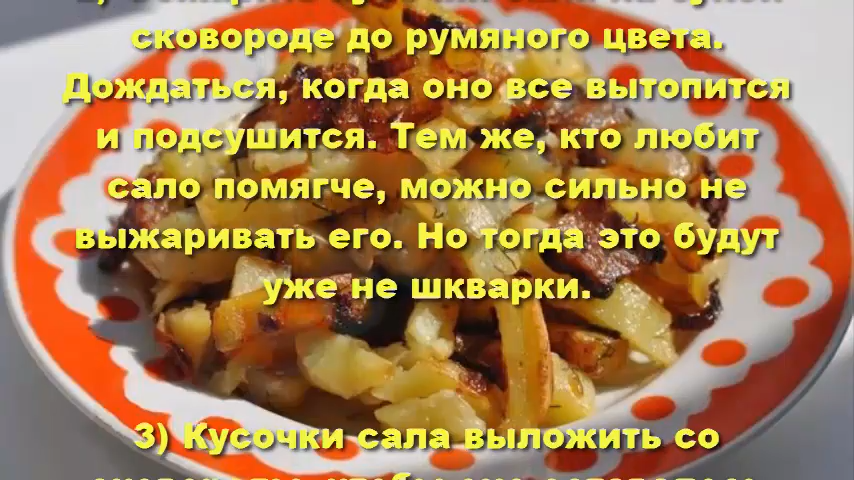 сковороде до румяного цвета.
Дождаться, когда оно все вытопится
и подсушится. Тем же, кто любит
сало помягче, можно сильно не
выжаривать его. Но тогда это будут
уже не шкварки.
3) Кусочки сала выложить со